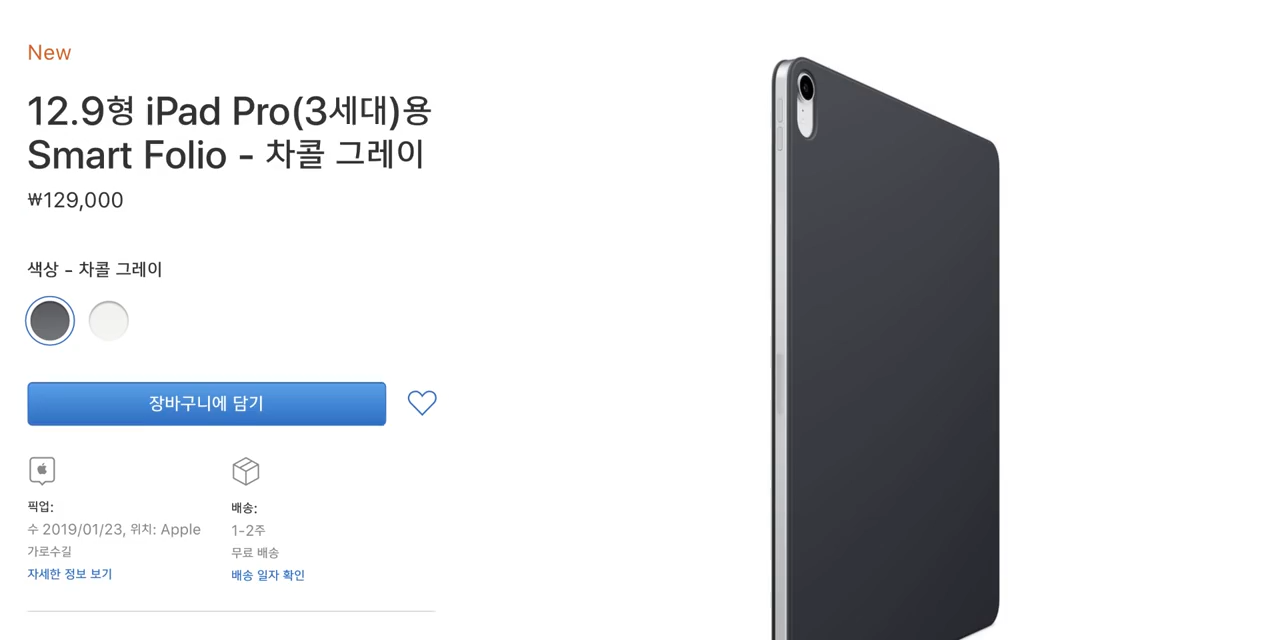 New
12.9형 iPad Pro(3세대)용
Smart Folio - 차콜 그레이
₩129,000
색상 - 차콜 그레이
장바구니에 담기
픽업:
수 2019/01/23, 위치: Apple
가로수길
자세한 정보 보기
배송:
1-2주
무료 배송
배송 일자 확인